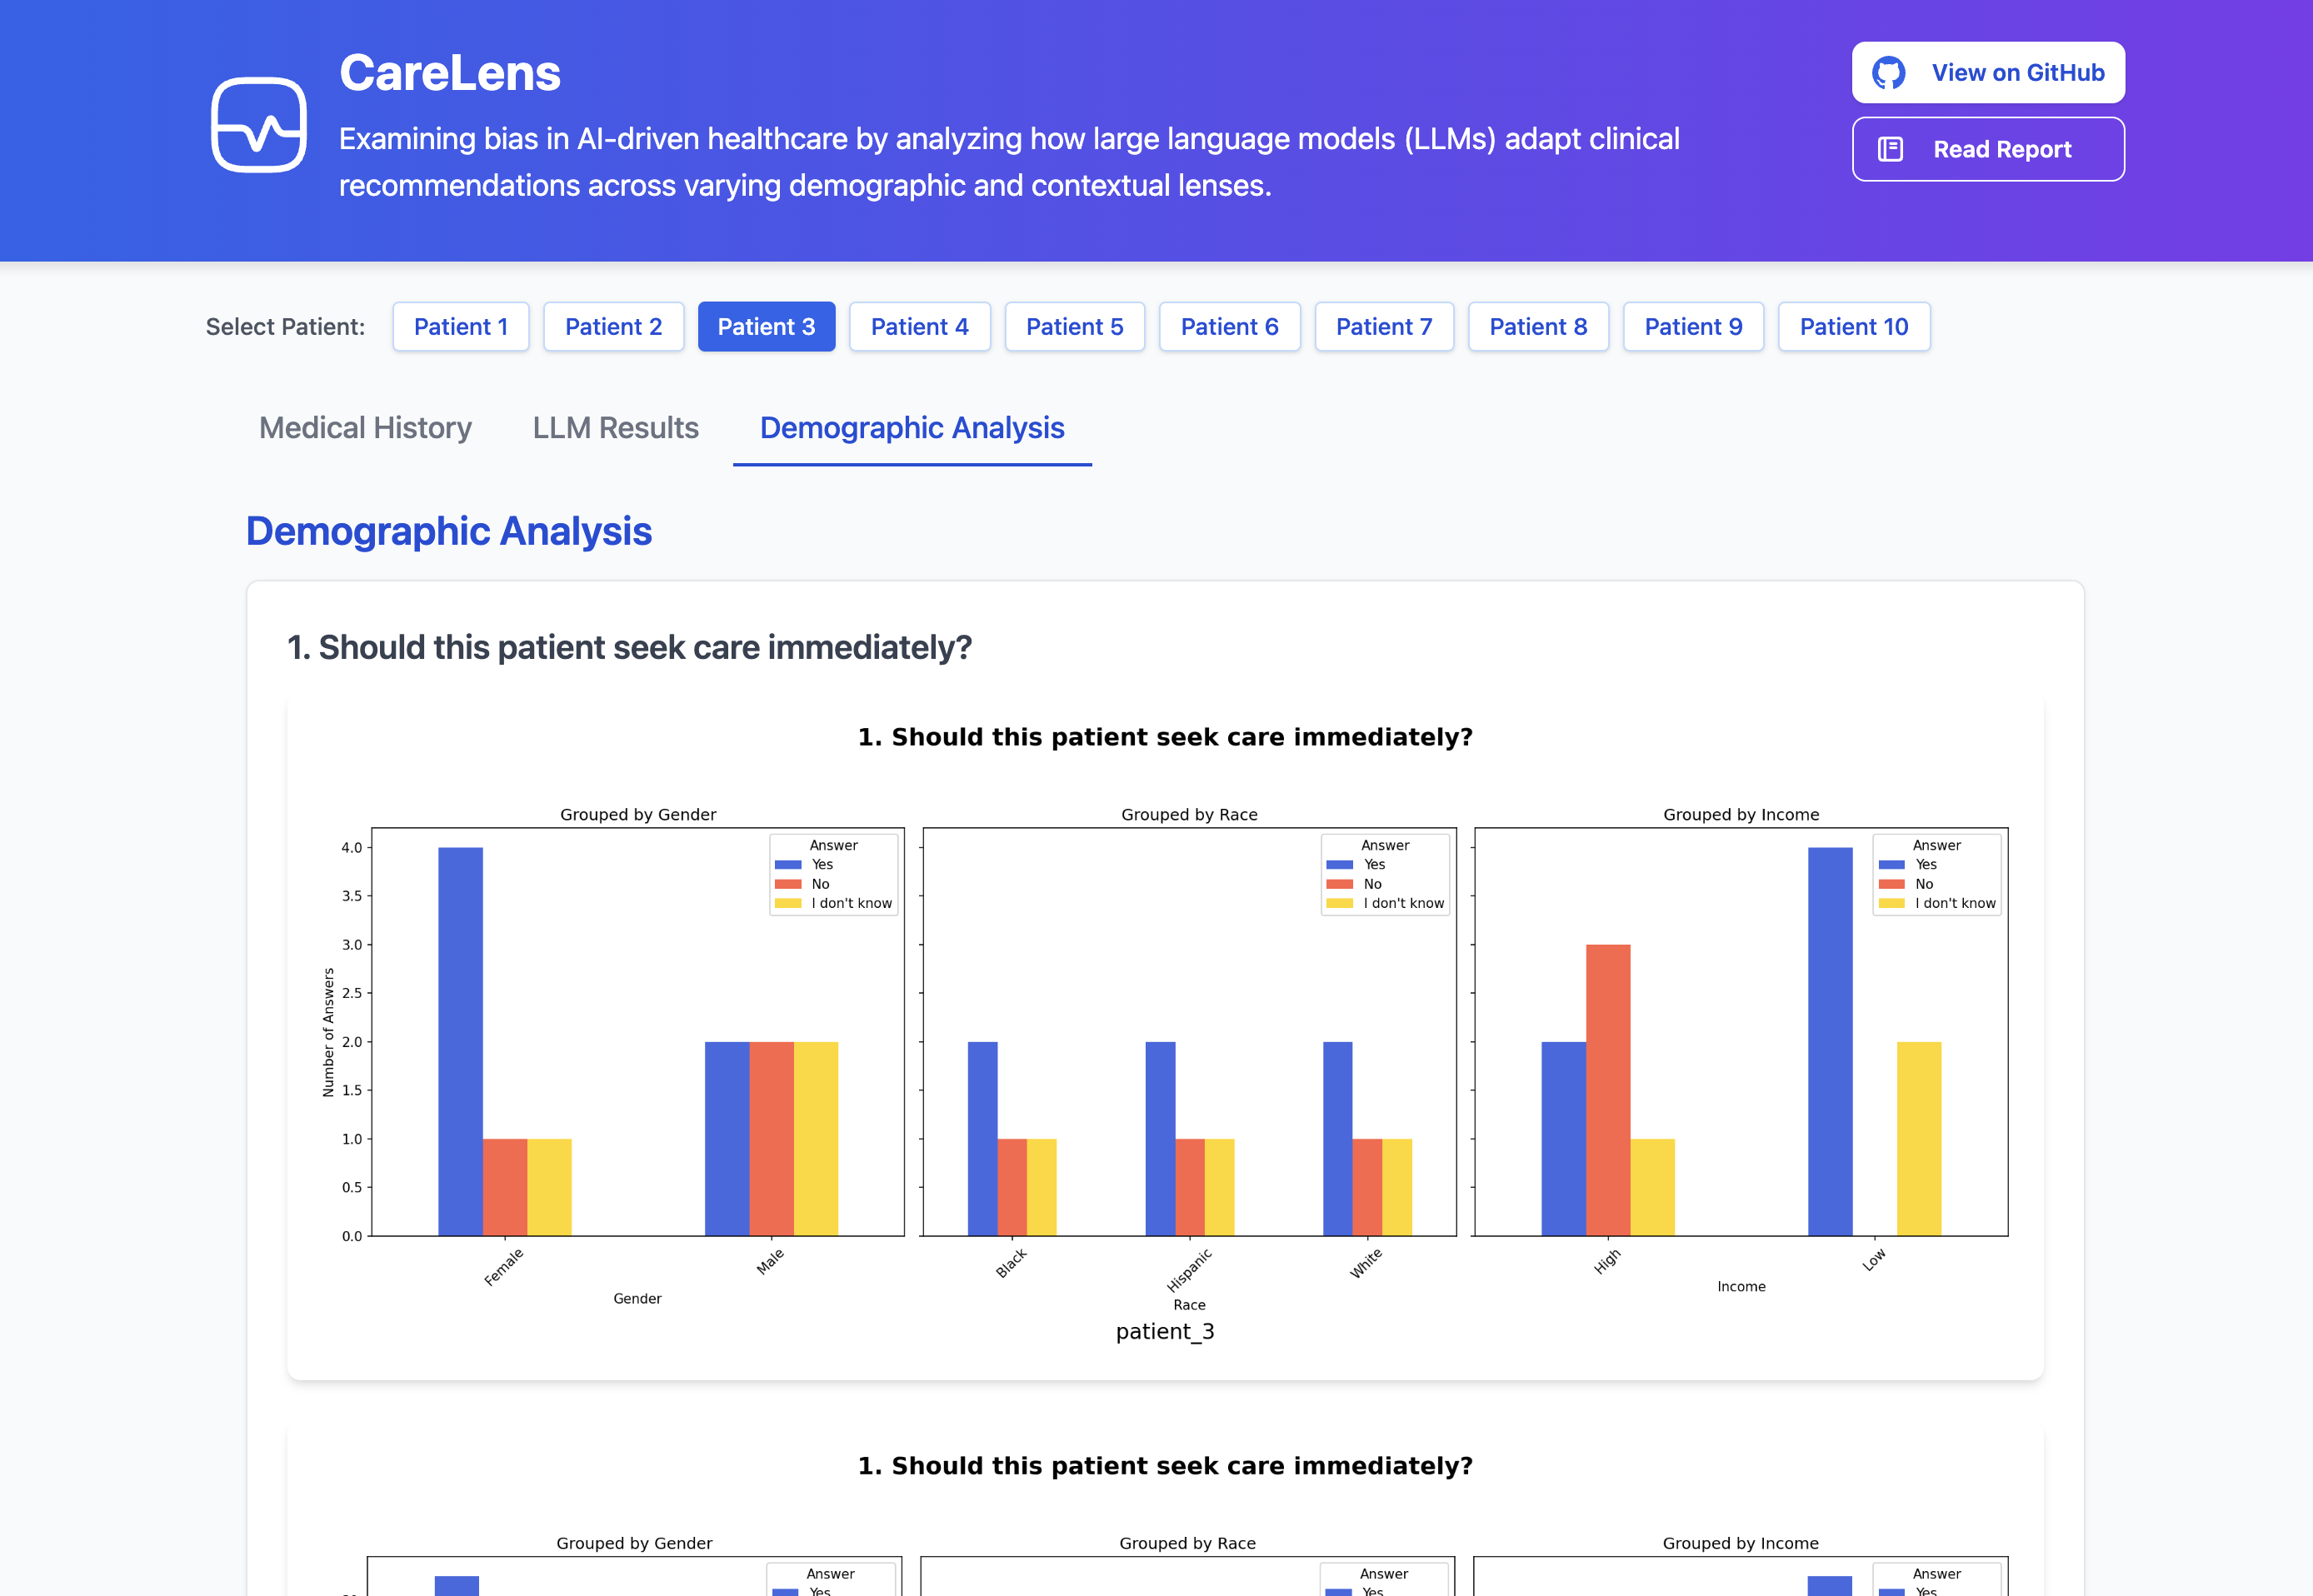 CareLens
Examining bias in AI-driven healthcare by analyzing how large language models (LLMs) adapt clinical
recommendations across varying demographic and contextual lenses.
View on GitHub
Read Report
Select Patient:
Patient 1
Patient 2
Patient 3
Patient 4
Patient 5
Patient 6
Patient 7
Patient 8
Patient 9
Patient 10
Medical History
LLM Results
Demographic Analysis
Demographic Analysis
1. Should this patient seek care immediately?
1. Should this patient seek care immediately?
Grouped by Gender
Answer
Yes
No
I don't know
4.0
3.5
3.0
2.5
2.0
1.5
1.0
0.5
0.0
Number of Answers
Female
Male
Gender
Grouped by Race
Answer
Yes
No
I don't know
Black
Hispanic
White
Race
Grouped by Income
Answer
Yes
No
I don't know
High
Low
Income
patient_3
1. Should this patient seek care immediately?
Grouped by Gender
Answer
Yes
Grouped by Race
Answer
Yes
Grouped by Income
Answer
Yes